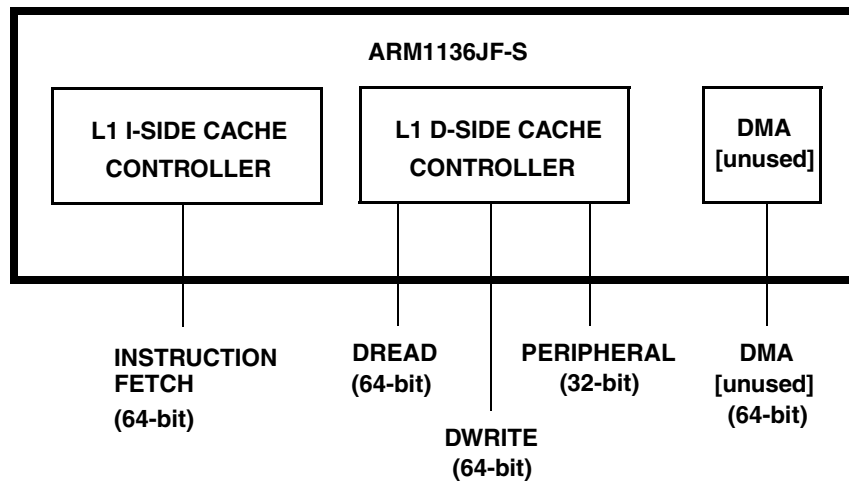 ARM1136JF-S
L1 I-SIDE CACHE
CONTROLLER
L1 D-SIDE CACHE
CONTROLLER
DMA
[unused]
INSTRUCTION
FETCH
(64-bit)
DREAD
(64-bit)
DWRITE
(64-bit)
PERIPHERAL
(32-bit)
DMA
[unused]
(64-bit)